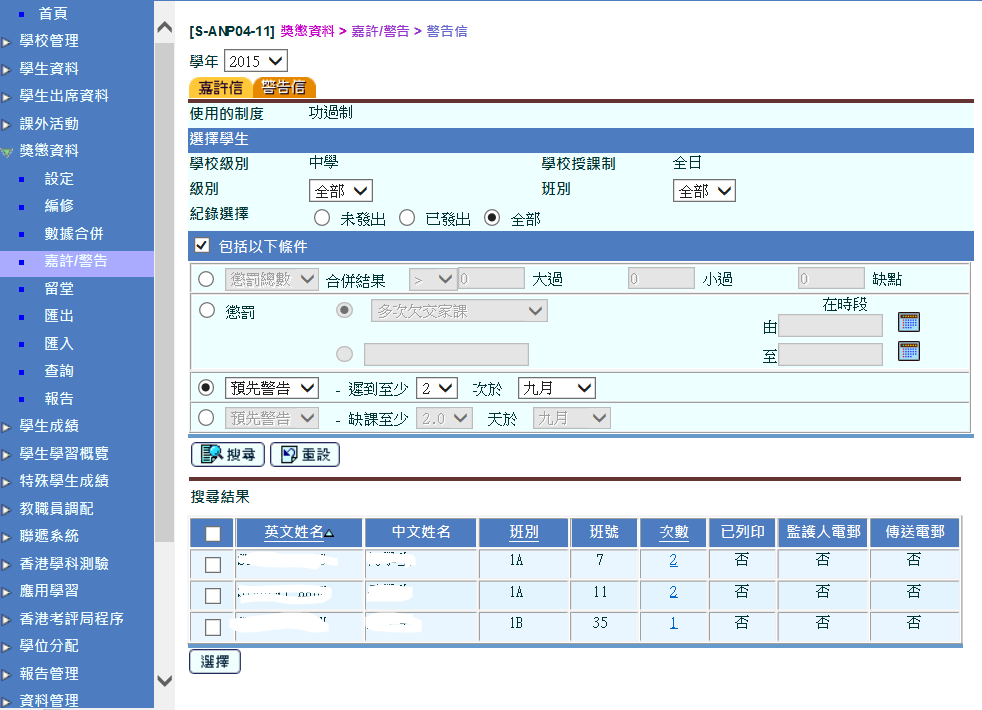 首頁
學校管理
學生資料
學生出席資料
課外活動
獎懲資料
設定
編修
數據合併
嘉許/警告
留堂
匯出
匯入
查詢
報告
學生成績
學生學習概覽
特殊學生成績
教職員調配
聯遞系統
香港學科測驗
應用學習
香港考評局程序
學位分配
報告管理
資料管理
[S-ANP04-11] 獎懲資料 > 嘉許/警告 > 警告信
學年 2015
嘉許信 警告信
使用的制度 功過制
選擇學生
學校級別 中學 學校授課制 全日
級別 全部 班別 全部
紀錄選擇 未發出 已發出 全部
包括以下條件
懲罰總數 合併結果 > 0 大過 0 小過 0 缺點
懲罰 多次欠交家課 在時段
由
至
預先警告 - 遲到至少 2 次於 九月
預先警告 - 缺課至少 2.0 天於 九月
搜尋 重設
搜尋結果
英文姓名 中文姓名 班別 班號 次數 已列印 監護人電郵 傳送電郵
1A 7 2 否 否 否
1A 11 2 否 否 否
1B 35 1 否 否 否
選擇